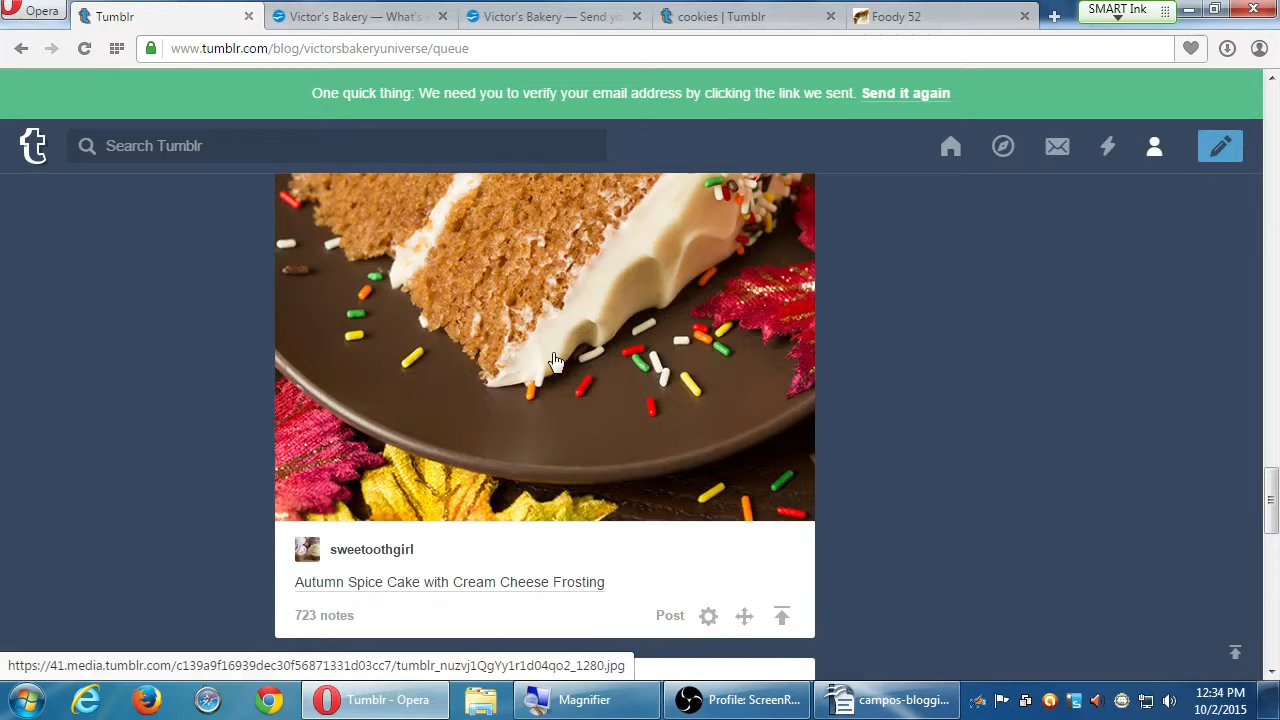 Opera
Tumblr
Victor's Bakery — What's y
Victor's Bakery — Send yo
cookies | Tumblr
Foody 52
SMART Ink
www.tumblr.com/blog/victorsbakeryuniverse/queue
One quick thing: We need you to verify your email address by clicking the link we sent. Send it again
t
Search Tumblr
sweetoothgirl
Autumn Spice Cake with Cream Cheese Frosting
723 notes
Post
https://41.media.tumblr.com/c139a9f16939dec30f56871331d03cc7/tumblr_nuzvj1QgYy1r1d04qo2_1280.jpg
Tumblr - Opera
Magnifier
Profile: ScreenR...
campos-bloggi...
12:34 PM
10/2/2015